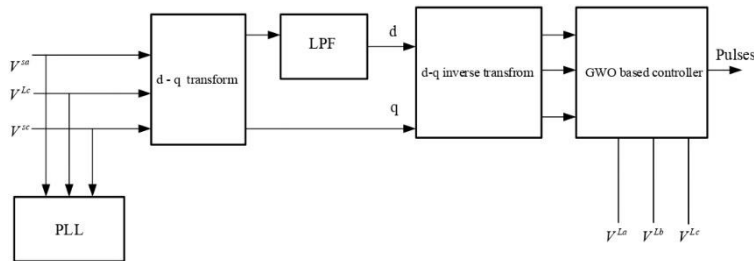 V^sa
V^Lc
V^sc
d - q transform
LPF
d
q
d-q inverse transfrom
GWO based controller
Pulses
PLL
V^La
V^Lb
V^Lc